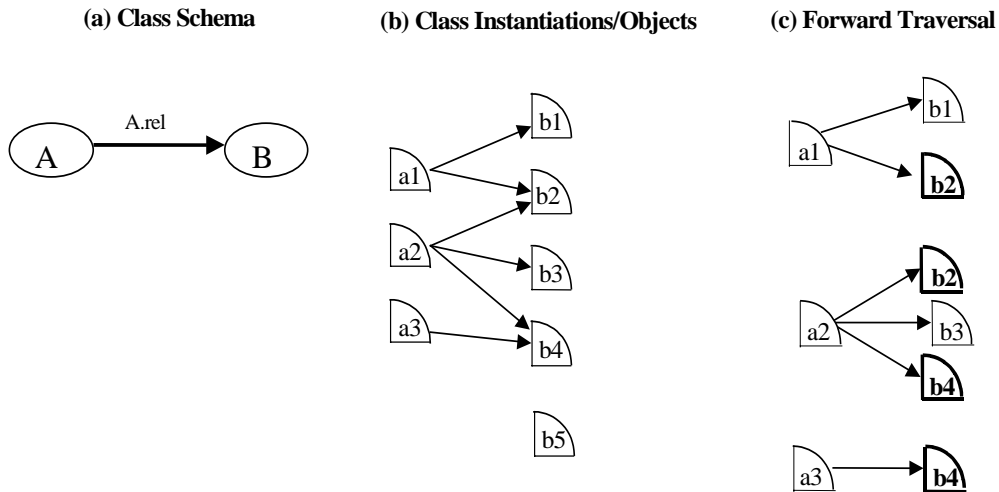 (a) Class Schema
A
A.rel
B
(b) Class Instantiations/Objects
a1
a2
a3
b1
b2
b3
b4
b5
(c) Forward Traversal
a1
b1
b2
a2
b2
b3
b4
a3
b4